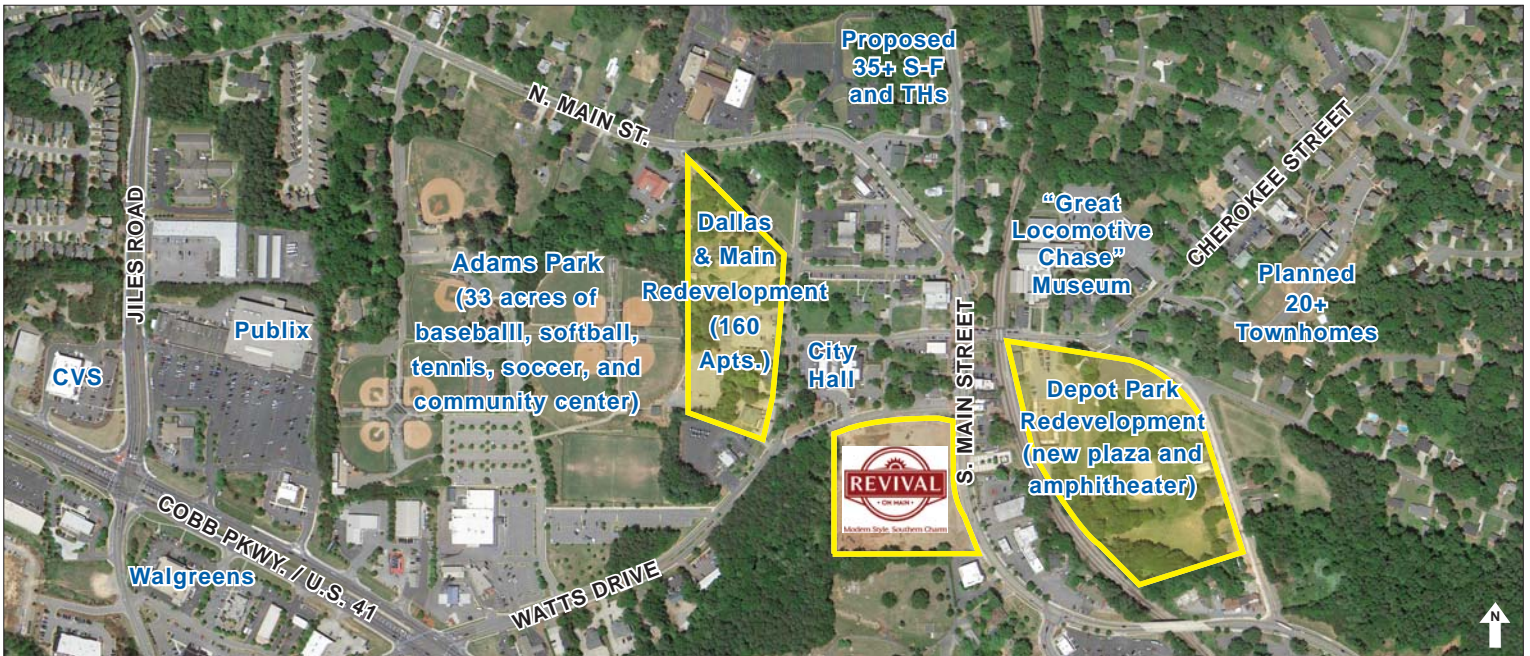 Proposed
35+ S-F
and THs
N. MAIN ST.
CHEROKEE STREET
JILES ROAD
"Great
Locomotive
Chase"
Museum
Dallas
& Main
Redevelopment
(160
Apts.)
Adams Park
(33 acres of
baseballl, softball,
tennis, soccer, and
community center)
Planned
20+
Townhomes
Publix
CVS
City
Hall
S. MAIN STREET
Depot Park
Redevelopment
(new plaza and
amphitheater)
REVIVAL
• ON MAIN •
Modern Style, Southern Charm
COBB PKWY. / U.S. 41
Walgreens
WATTS DRIVE
N